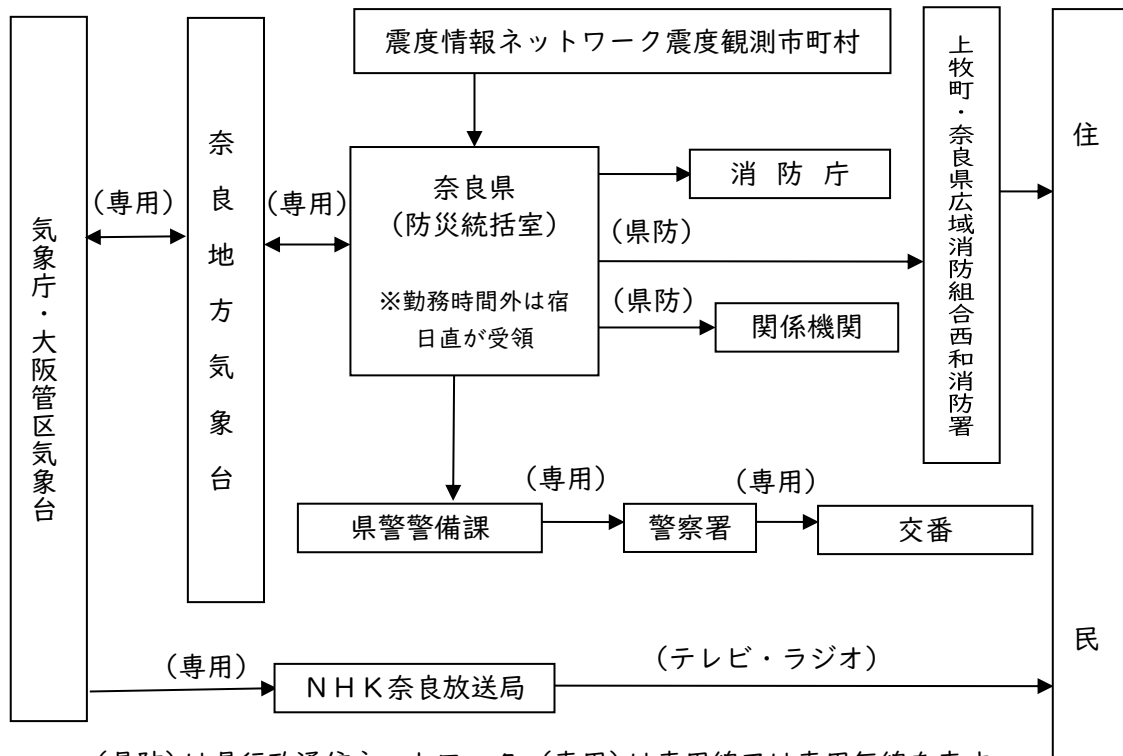 震度情報ネットワーク震度観測市町村
気象庁・大阪管区気象台
(専用)
奈良地方気象台
(専用)
奈良県
(防災統括室)
※勤務時間外は宿
日直が受領
消防庁
(県防)
(県防)
関係機関
上牧町・奈良県広域消防組合西和消防署
住民
県警警備課
(専用)
警察署
(専用)
交番
(専用)
NHK奈良放送局
(テレビ・ラジオ)